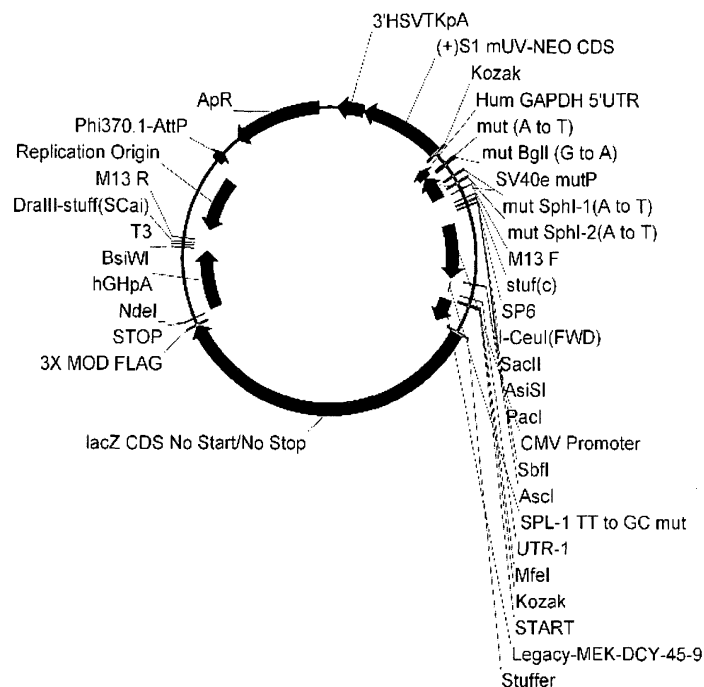 3'HSVTKpA
(+)S1 mUV-NEO CDS
Kozak
Hum GAPDH 5'UTR
mut (A to T)
mut BglI (G to A)
SV40e mutP
mut SphI-1(A to T)
mut SphI-2(A to T)
M13 F
stuf(c)
SP6
I-CeuI(FWD)
SacII
AsiSI
PacI
CMV Promoter
SbfI
AscI
SPL-1 TT to GC mut
UTR-1
MfeI
Kozak
START
Legacy-MEK-DCY-45-9
Stuffer
ApR
Phi370.1-AttP
Replication Origin
M13 R
DraIII-stuff(SCai)
T3
BsiWI
hGHpA
NdeI
STOP
3X MOD FLAG
lacZ CDS No Start/No Stop